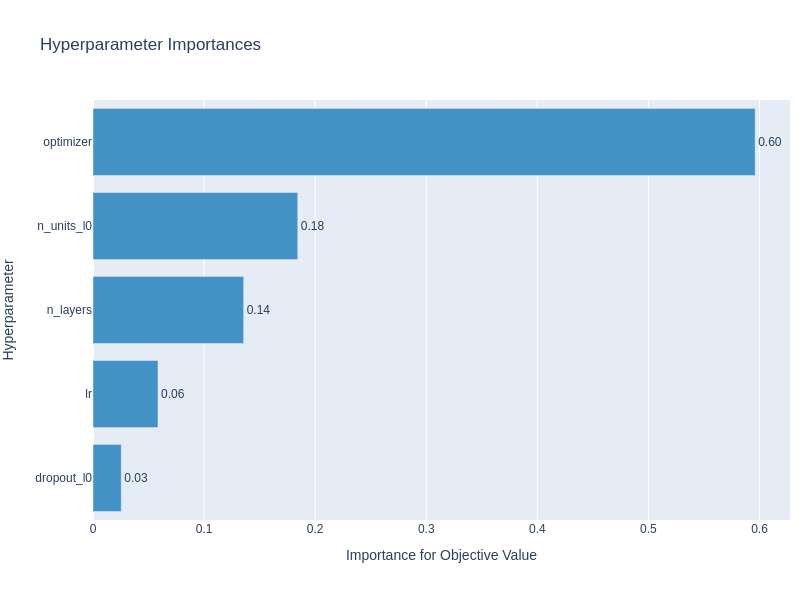 Hyperparameter Importances
optimizer
0.60
n_units_l0
0.18
n_layers
0.14
lr
0.06
dropout_l0
0.03
0
0.1
0.2
0.3
0.4
0.5
0.6
Importance for Objective Value
Hyperparameter